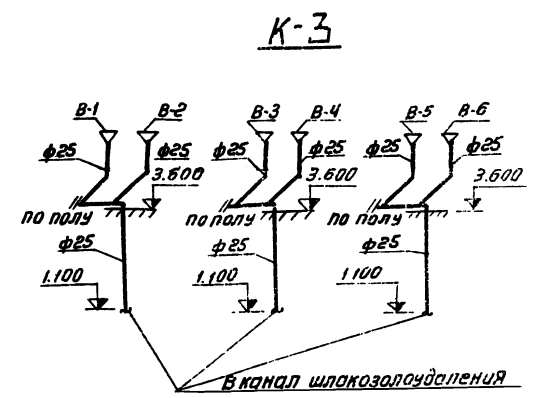 К-3
В-1 В-2 В-3 В-4 В-5 В-6
ф25 ф25 ф25 ф25 ф25 ф25
3.600 3.600 3.600
по полу по полу по полу
ф25 ф25 ф25
1.100 1.100 1.100
В канал шлакозолоудаления